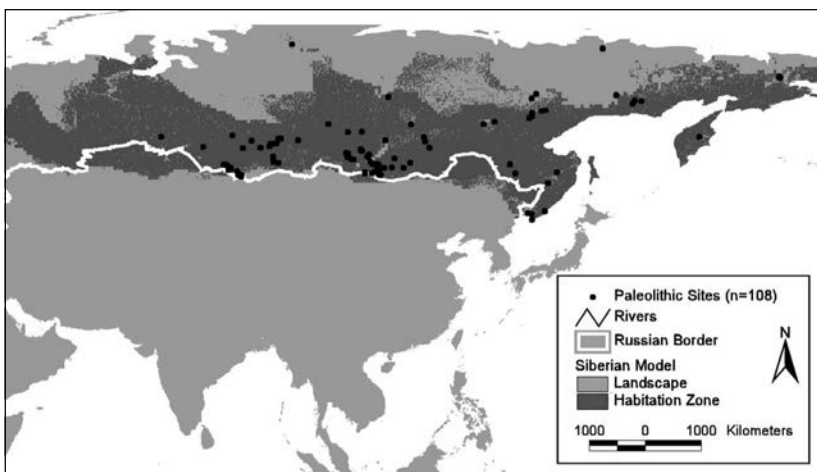 Paleolithic Sites (n=108)
Rivers
Russian Border
Siberian Model
Landscape
Habitation Zone
N
1000 0 1000 Kilometers